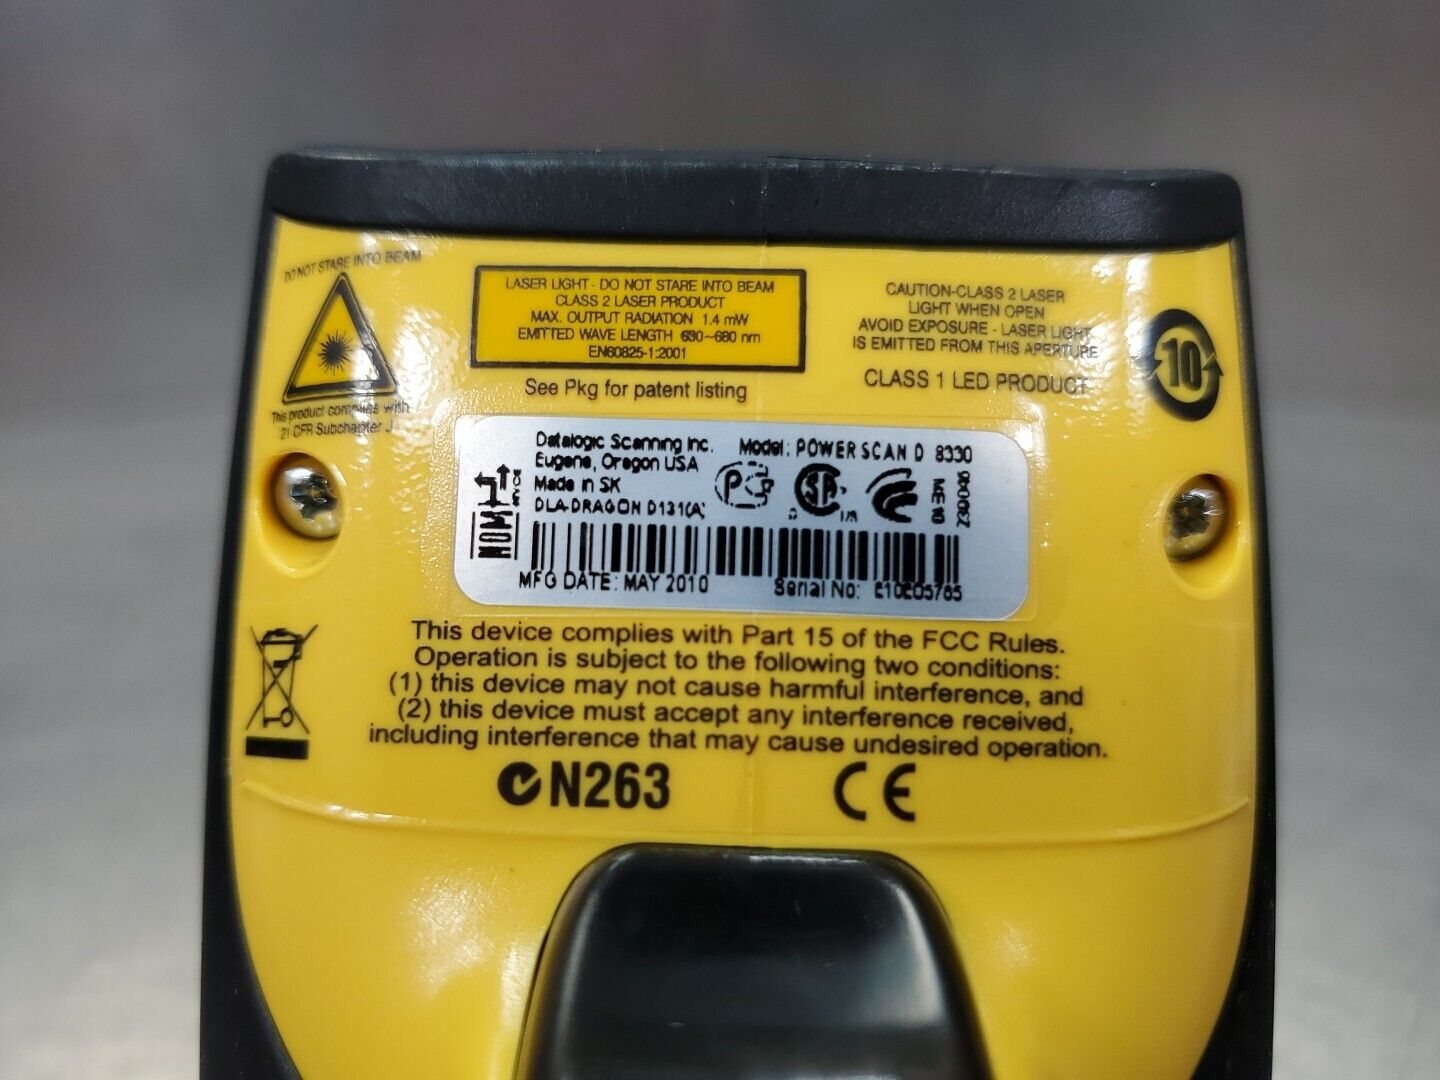 DO NOT STARE INTO BEAM
This product complies with
21 CFR Subchapter J
LASER LIGHT - DO NOT STARE INTO BEAM
CLASS 2 LASER PRODUCT
MAX. OUTPUT RADIATION 1.4 mW
EMITTED WAVE LENGTH 630~680 nm
EN60825-1:2001
See Pkg for patent listing
CAUTION-CLASS 2 LASER
LIGHT WHEN OPEN
AVOID EXPOSURE - LASER LIGHT
IS EMITTED FROM THIS APERTURE
CLASS 1 LED PRODUCT
10
Datalogic Scanning Inc. Model: POWERSCAN D 8330
Eugene, Oregon USA
Made in SK
DLA-DRAGON D131(A)
NOM
ME10
MFG DATE: MAY 2010 Serial No: E10E05765
This device complies with Part 15 of the FCC Rules.
Operation is subject to the following two conditions:
(1) this device may not cause harmful interference, and
(2) this device must accept any interference received,
including interference that may cause undesired operation.
N263 CE